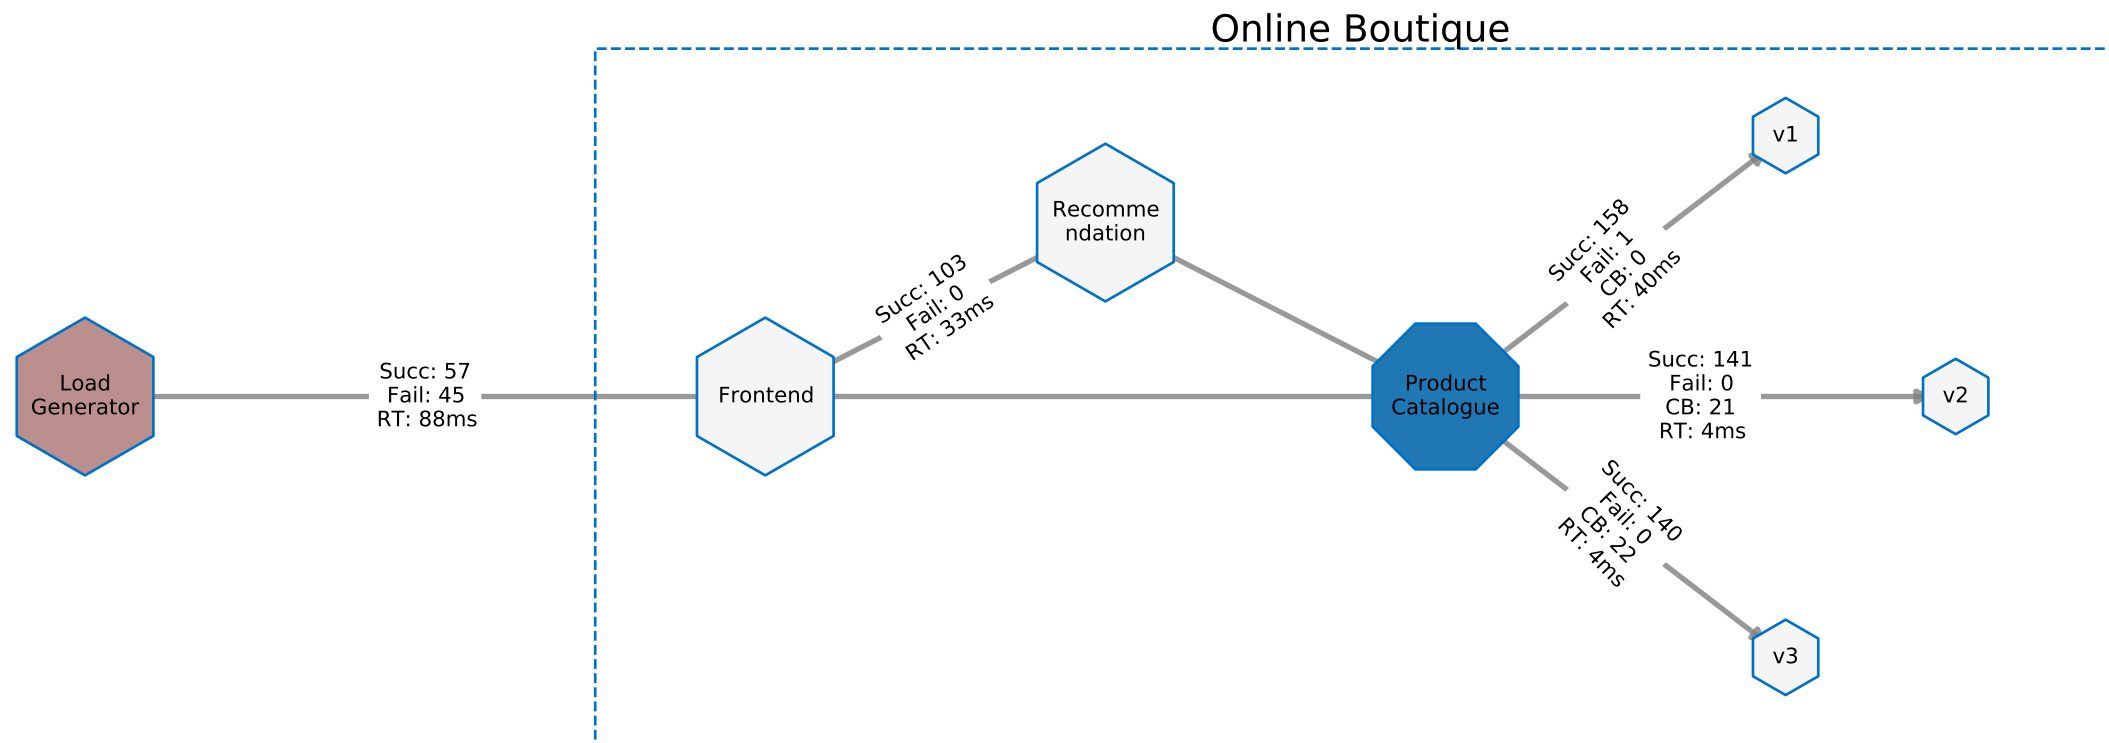 Online Boutique
Load
Generator
Succ: 57
Fail: 45
RT: 88ms
Frontend
Succ: 103
Fail: 0
RT: 33ms
Recomme
ndation
Product
Catalogue
Succ: 158
Fail: 1
CB: 0
RT: 40ms
v1
Succ: 141
Fail: 0
CB: 21
RT: 4ms
v2
Succ: 140
Fail: 0
CB: 22
RT: 4ms
v3